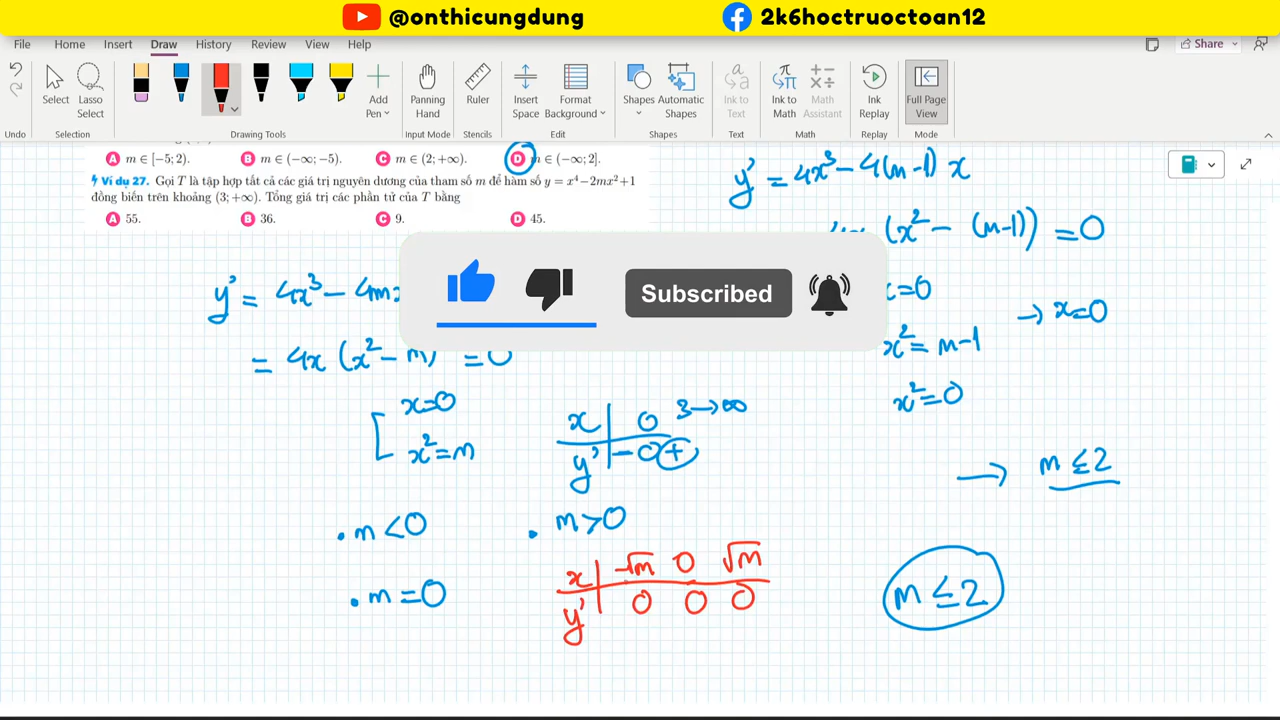 @onthicungdung
2k6hoctructoan12
File Home Insert Draw History Review View Help
Share
Select
Lasso Select
Add Pen
Panning Hand
Ruler
Insert Space
Format Background
Shapes
Automatic Shapes
Ink to Text
Ink to Math
Math Assistant
Ink Replay
Full Page View
Undo
Selection
Drawing Tools
Input Mode
Stencils
Edit
Shapes
Text
Math
Replay
Mode
A m ∈ [−5; 2). B m ∈ (−∞; −5). C m ∈ (2; +∞). D m ∈ (−∞; 2].
Ví dụ 27. Gọi T là tập hợp tất cả các giá trị nguyên dương của tham số m để hàm số y = x⁴ − 2mx² + 1
đồng biến trên khoảng (3; +∞). Tổng giá trị các phần tử của T bằng
A 55. B 36. C 9. D 45.
Subscribed
y' = 4x³ − 4m
= 4x (x² − m) = 0
x=0
x² = m
x 0 3→∞
y' − 0 +
. m < 0
. m > 0
. m = 0
x −√m 0 √m
y' 0 0 0
y' = 4x³ − 4(m−1) x
(x² − (m−1)) = 0
x=0
→ x=0
x² = m−1
x² = 0
→ m ≤ 2
m ≤ 2